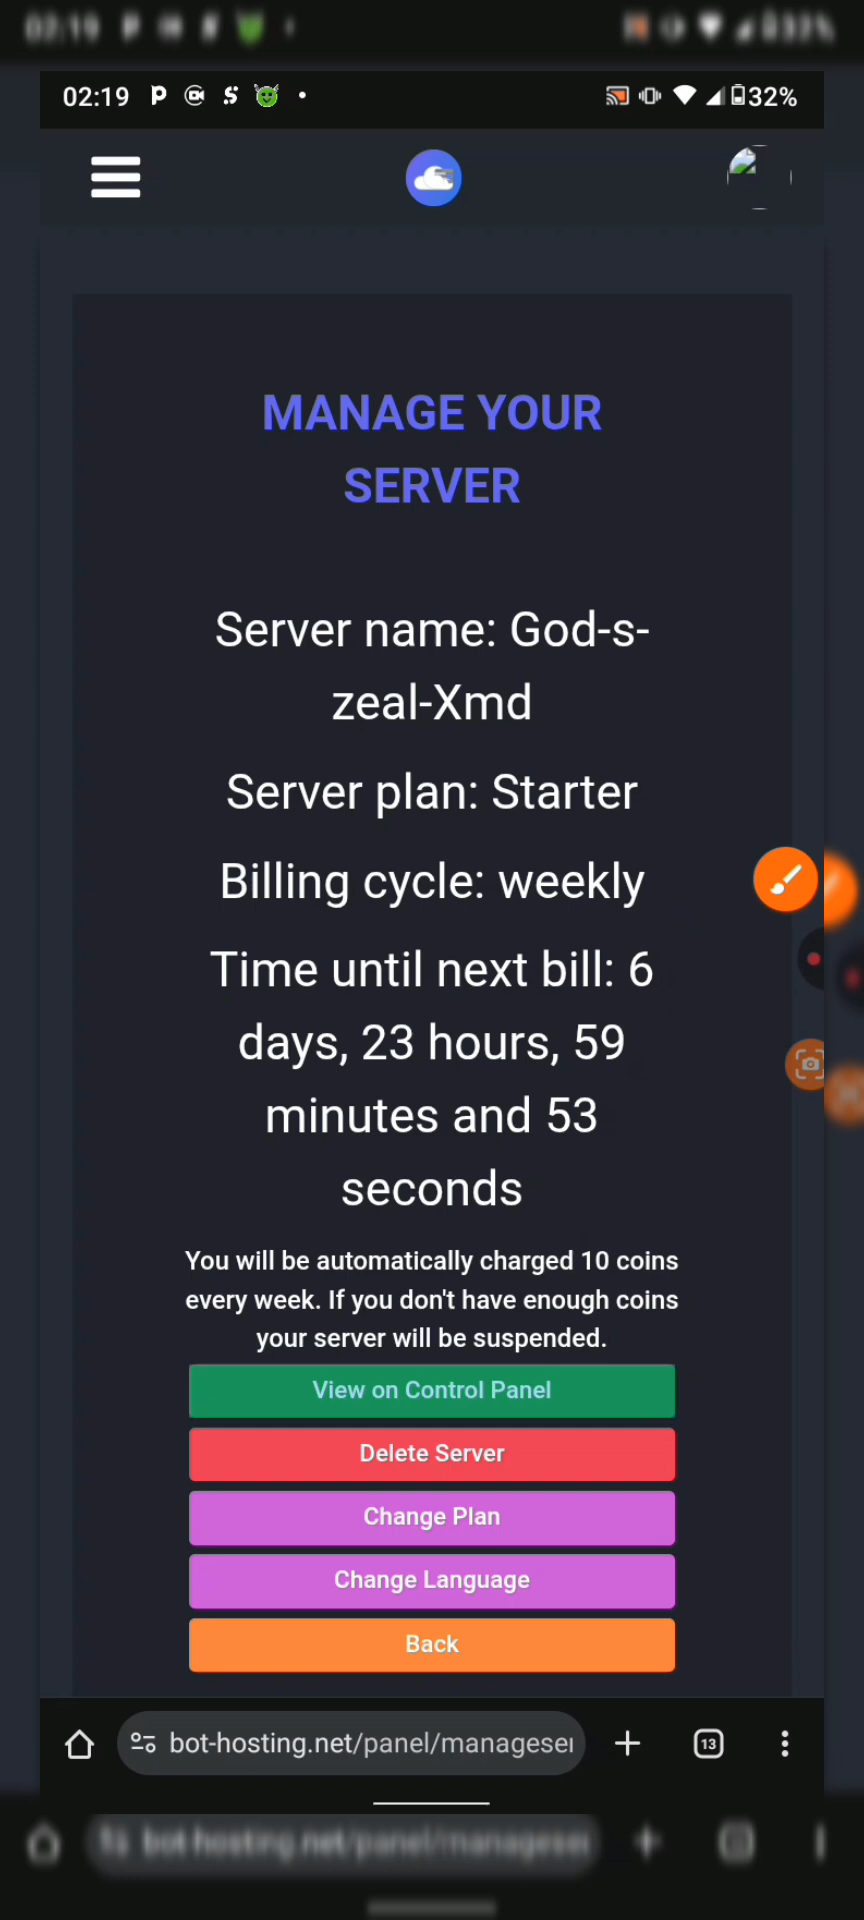 02:19
32%
MANAGE YOUR
SERVER
Server name: God-s-
zeal-Xmd
Server plan: Starter
Billing cycle: weekly
Time until next bill: 6
days, 23 hours, 59
minutes and 53
seconds
You will be automatically charged 10 coins
every week. If you don't have enough coins
your server will be suspended.
View on Control Panel
Delete Server
Change Plan
Change Language
Back
bot-hosting.net/panel/manageser
13